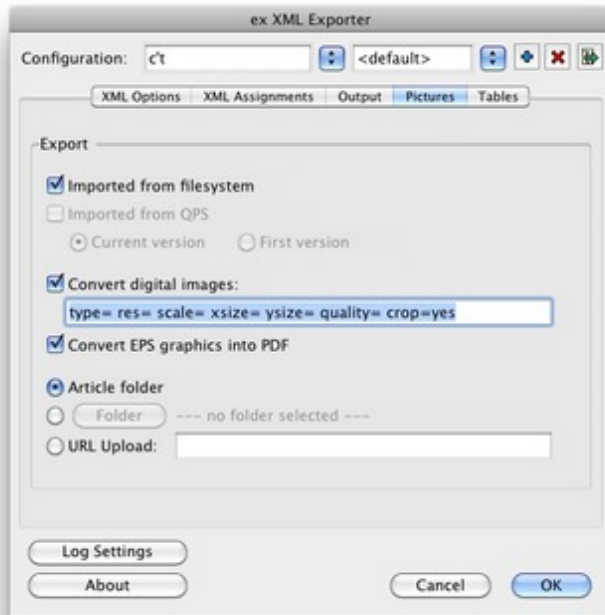 ex XML Exporter
Configuration: c't <default>
XML Options XML Assignments Output Pictures Tables
Export
Imported from filesystem
Imported from QPS
Current version First version
Convert digital images:
type= res= scale= xsize= ysize= quality= crop=yes
Convert EPS graphics into PDF
Article folder
Folder --- no folder selected ---
URL Upload:
Log Settings
About Cancel OK